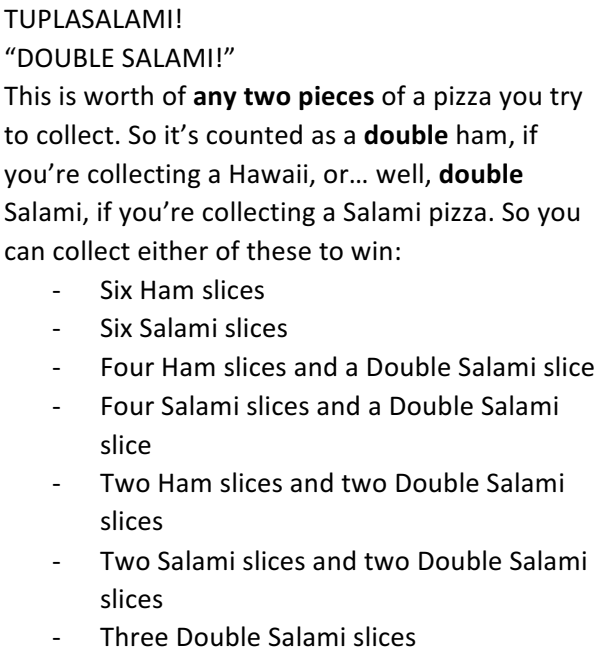 TUPLASALAMI!
“DOUBLE SALAMI!”
This is worth of any two pieces of a pizza you try
to collect. So it’s counted as a double ham, if
you’re collecting a Hawaii, or… well, double
Salami, if you’re collecting a Salami pizza. So you
can collect either of these to win:
- Six Ham slices
- Six Salami slices
- Four Ham slices and a Double Salami slice
- Four Salami slices and a Double Salami
slice
- Two Ham slices and two Double Salami
slices
- Two Salami slices and two Double Salami
slices
- Three Double Salami slices